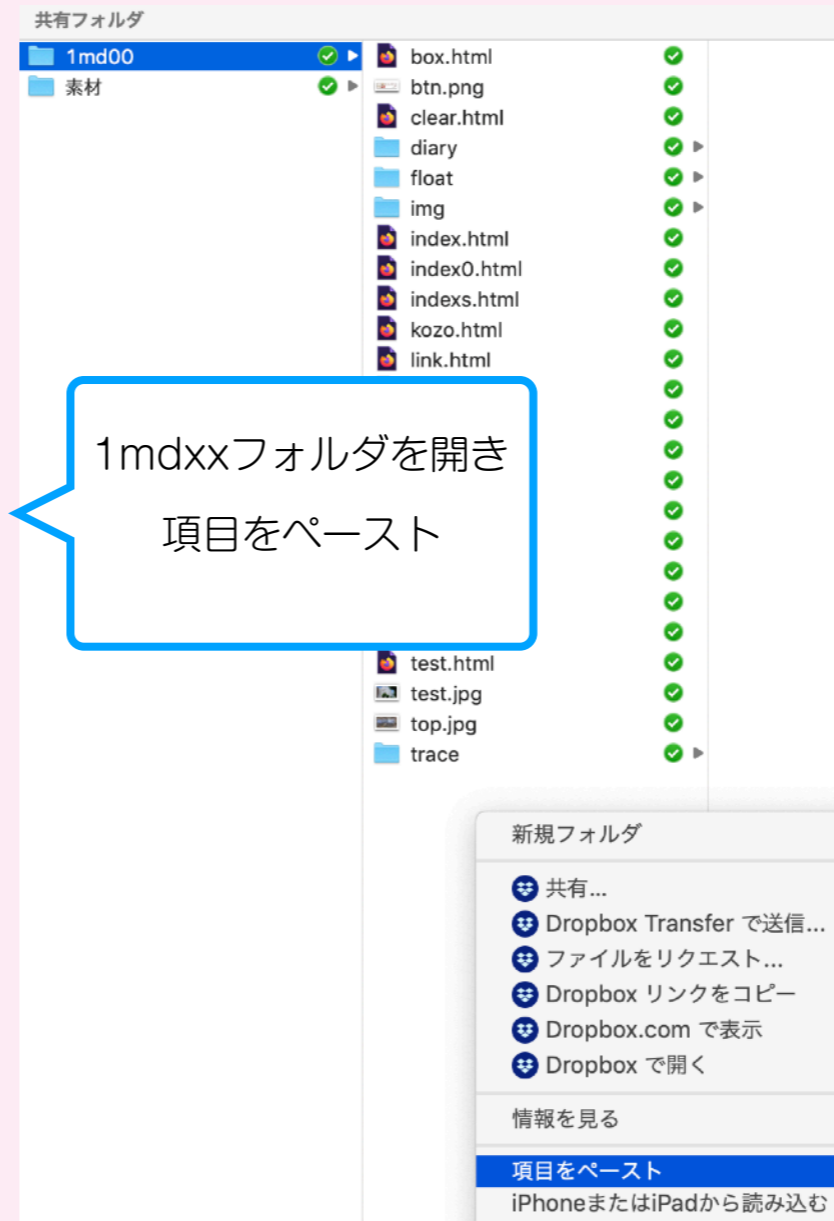 共有フォルダ
1md00
素材
box.html
btn.png
clear.html
diary
float
img
index.html
index0.html
indexs.html
kozo.html
link.html
1mdxxフォルダを開き
項目をペースト
test.html
test.jpg
top.jpg
trace
新規フォルダ
共有...
Dropbox Transfer で送信...
ファイルをリクエスト...
Dropbox リンクをコピー
Dropbox.com で表示
Dropbox で開く
情報を見る
項目をペースト
iPhoneまたはiPadから読み込む